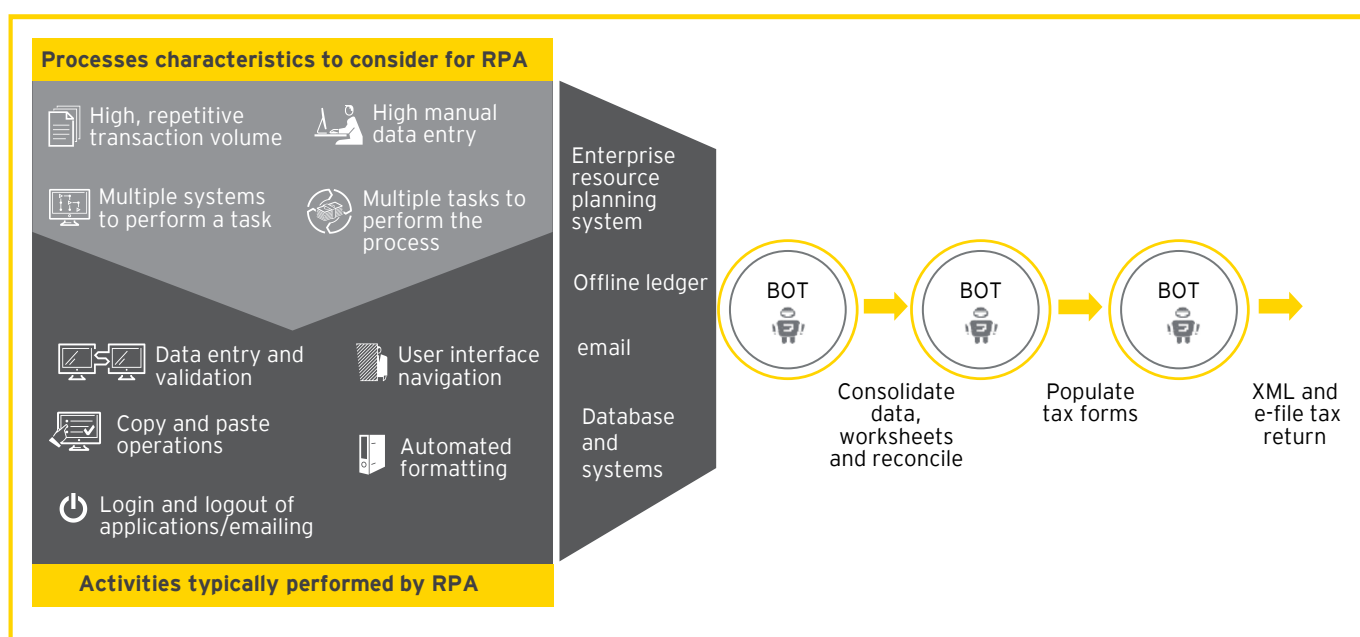 Processes characteristics to consider for RPA
High, repetitive
transaction volume
High manual
data entry
Multiple systems
to perform a task
Multiple tasks to
perform the
process
Data entry and
validation
User interface
navigation
Copy and paste
operations
Automated
formatting
Login and logout of
applications/emailing
Activities typically performed by RPA
Enterprise
resource
planning
system
Offline ledger
email
Database
and
systems
BOT
BOT
BOT
Consolidate
data,
worksheets
and reconcile
Populate
tax forms
XML and
e-file tax
return